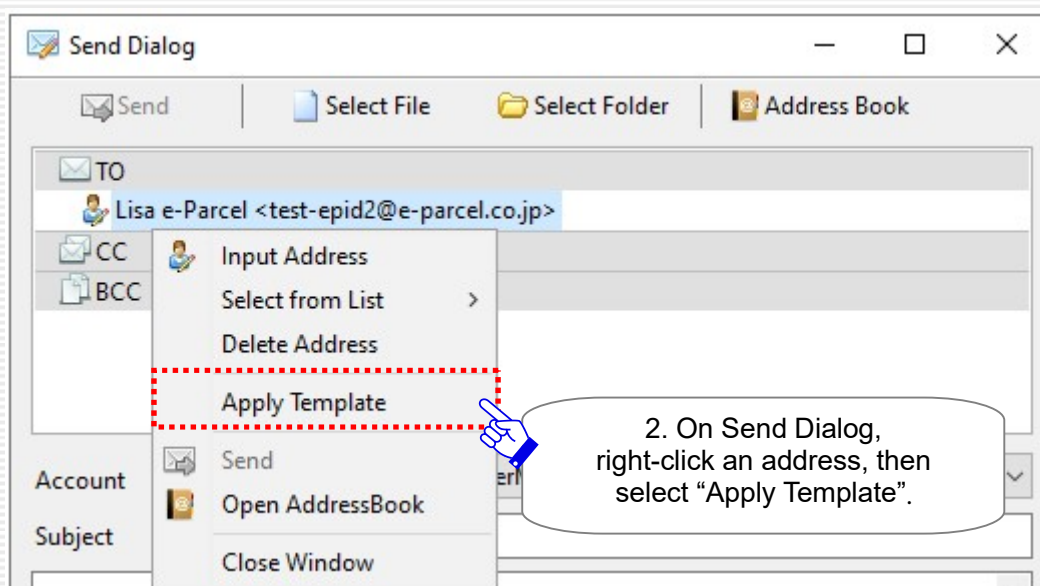 Send Dialog
Send Select File Select Folder Address Book
TO
Lisa e-Parcel <test-epid2@e-parcel.co.jp>
CC
BCC
Input Address
Select from List
Delete Address
Apply Template
Send
Open AddressBook
Close Window
2. On Send Dialog,
right-click an address, then
select “Apply Template”.
Account
Subject